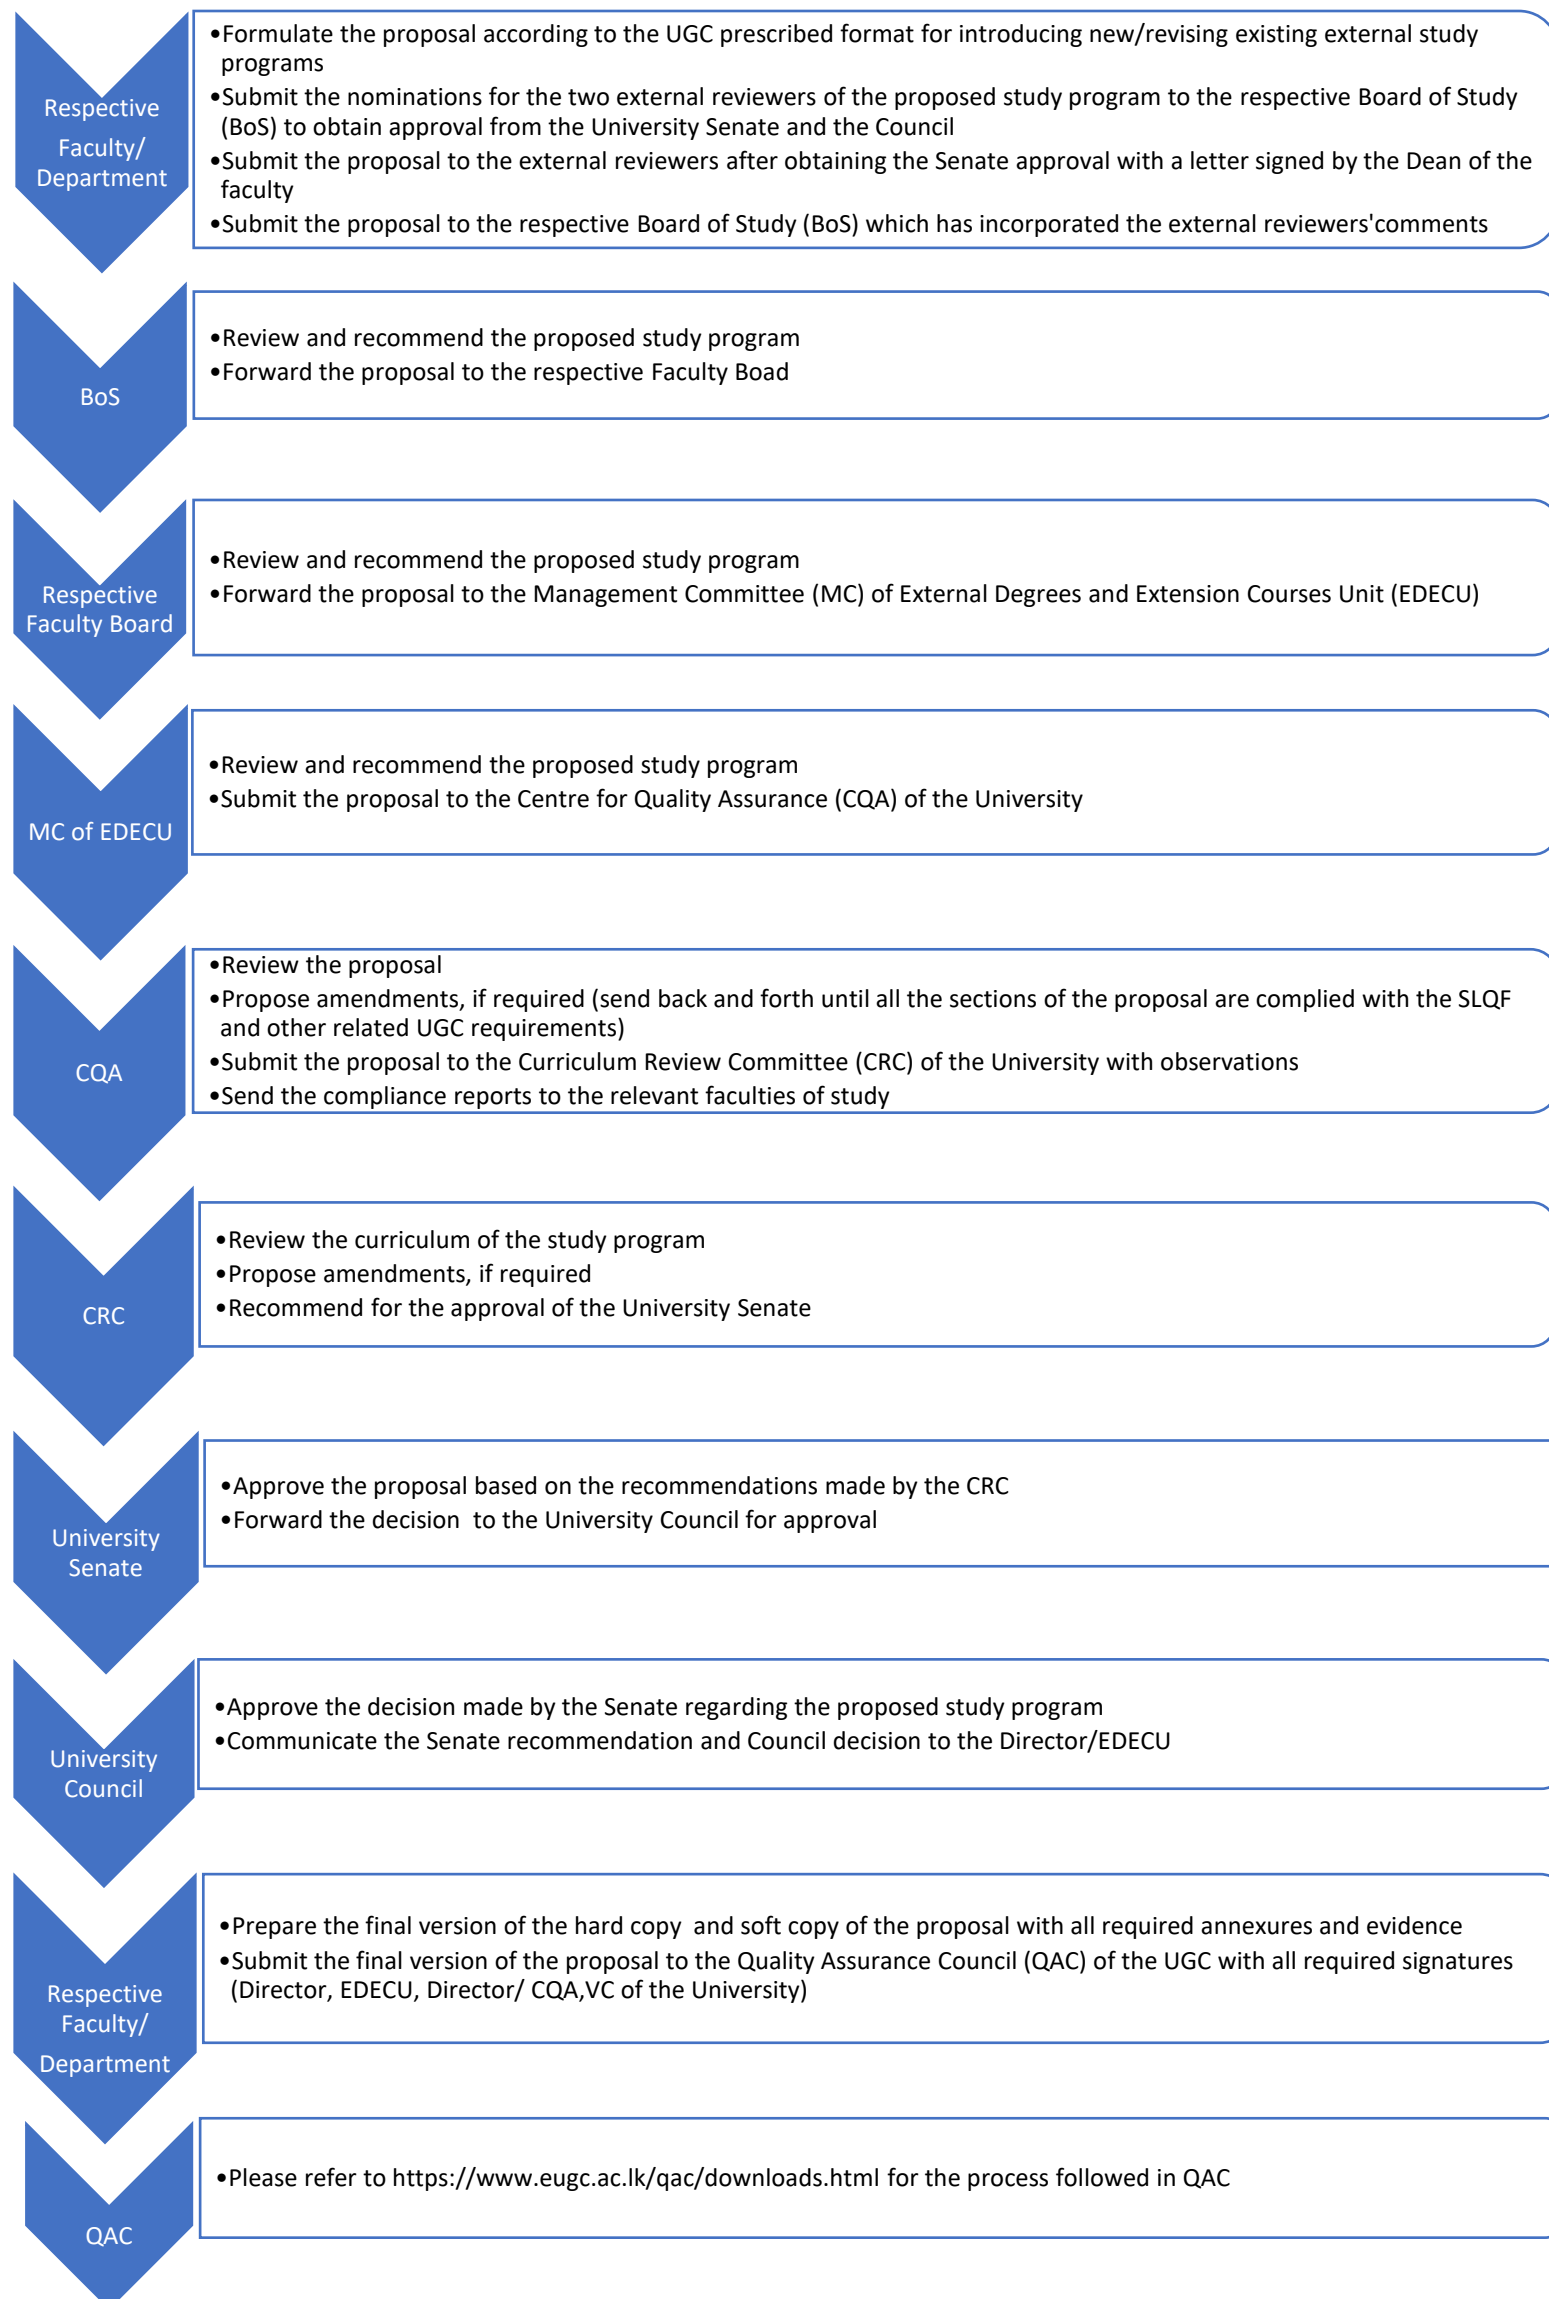 Respective
Faculty/
Department
•Formulate the proposal according to the UGC prescribed format for introducing new/revising existing external study
programs
•Submit the nominations for the two external reviewers of the proposed study program to the respective Board of Study
(BoS) to obtain approval from the University Senate and the Council
•Submit the proposal to the external reviewers after obtaining the Senate approval with a letter signed by the Dean of the
faculty
•Submit the proposal to the respective Board of Study (BoS) which has incorporated the external reviewers'comments
BoS
•Review and recommend the proposed study program
•Forward the proposal to the respective Faculty Boad
Respective
Faculty Board
•Review and recommend the proposed study program
•Forward the proposal to the Management Committee (MC) of External Degrees and Extension Courses Unit (EDECU)
MC of EDECU
•Review and recommend the proposed study program
•Submit the proposal to the Centre for Quality Assurance (CQA) of the University
CQA
•Review the proposal
•Propose amendments, if required (send back and forth until all the sections of the proposal are complied with the SLQF
and other related UGC requirements)
•Submit the proposal to the Curriculum Review Committee (CRC) of the University with observations
•Send the compliance reports to the relevant faculties of study
CRC
•Review the curriculum of the study program
•Propose amendments, if required
•Recommend for the approval of the University Senate
University
Senate
•Approve the proposal based on the recommendations made by the CRC
•Forward the decision  to the University Council for approval
University
Council
•Approve the decision made by the Senate regarding the proposed study program
•Communicate the Senate recommendation and Council decision to the Director/EDECU
Respective
Faculty/
Department
•Prepare the final version of the hard copy  and soft copy of the proposal with all required annexures and evidence
•Submit the final version of the proposal to the Quality Assurance Council (QAC) of the UGC with all required signatures
(Director, EDECU, Director/ CQA,VC of the University)
QAC
•Please refer to https://www.eugc.ac.lk/qac/downloads.html for the process followed in QAC